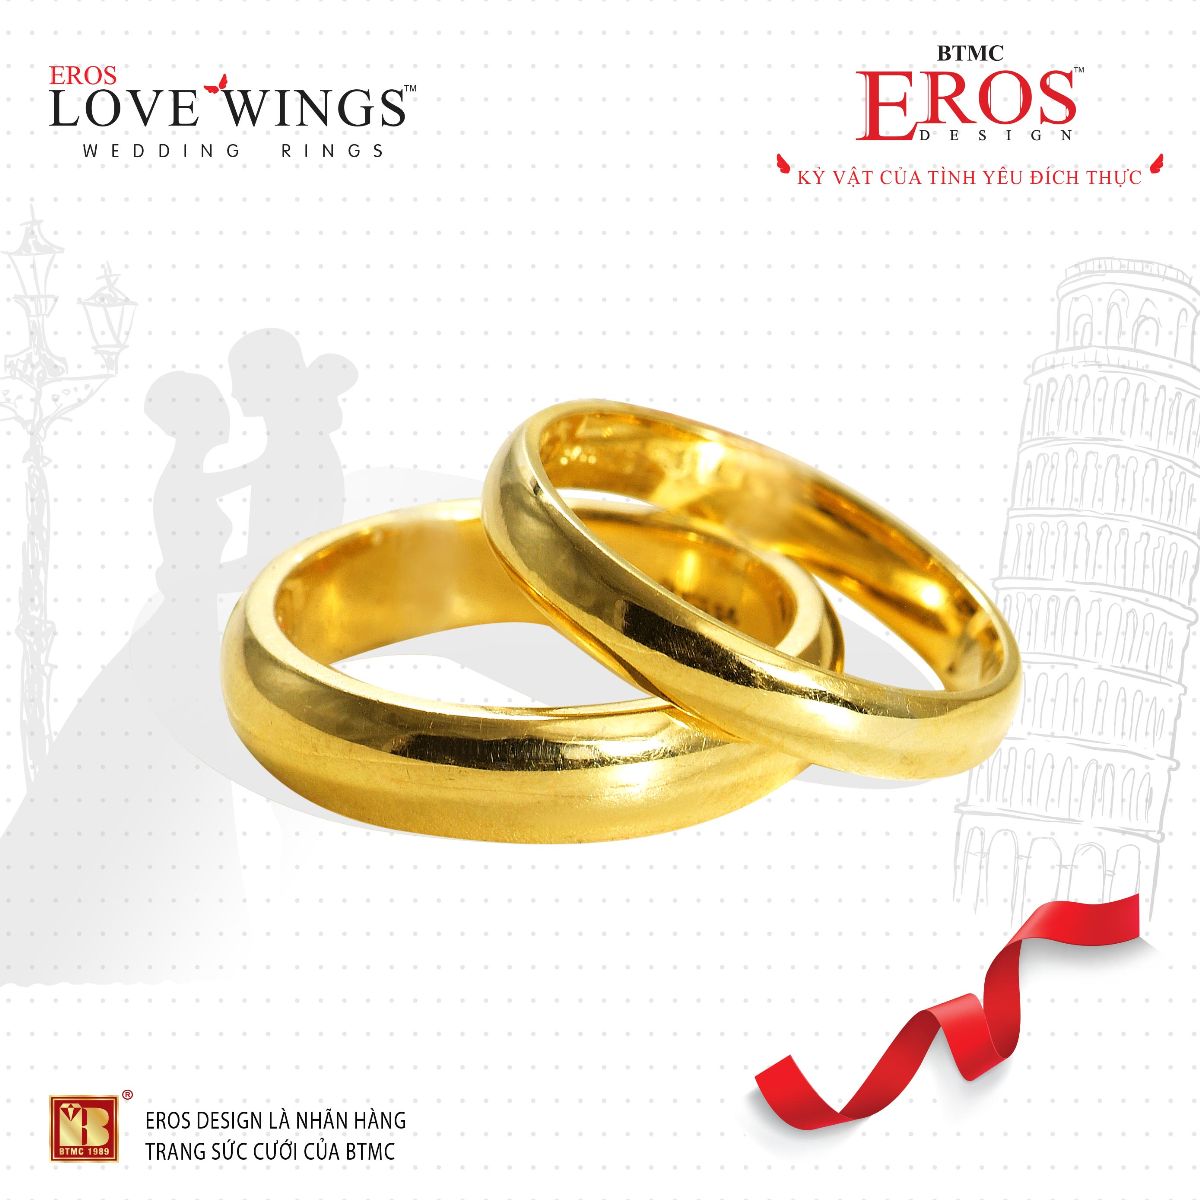 EROS
LOVE WINGS™
WEDDING RINGS
BTMC
EROS™
DESIGN
KỶ VẬT CỦA TÌNH YÊU ĐÍCH THỰC
BTMC 1989
®
EROS DESIGN LÀ NHÃN HÀNG
TRANG SỨC CƯỚI CỦA BTMC